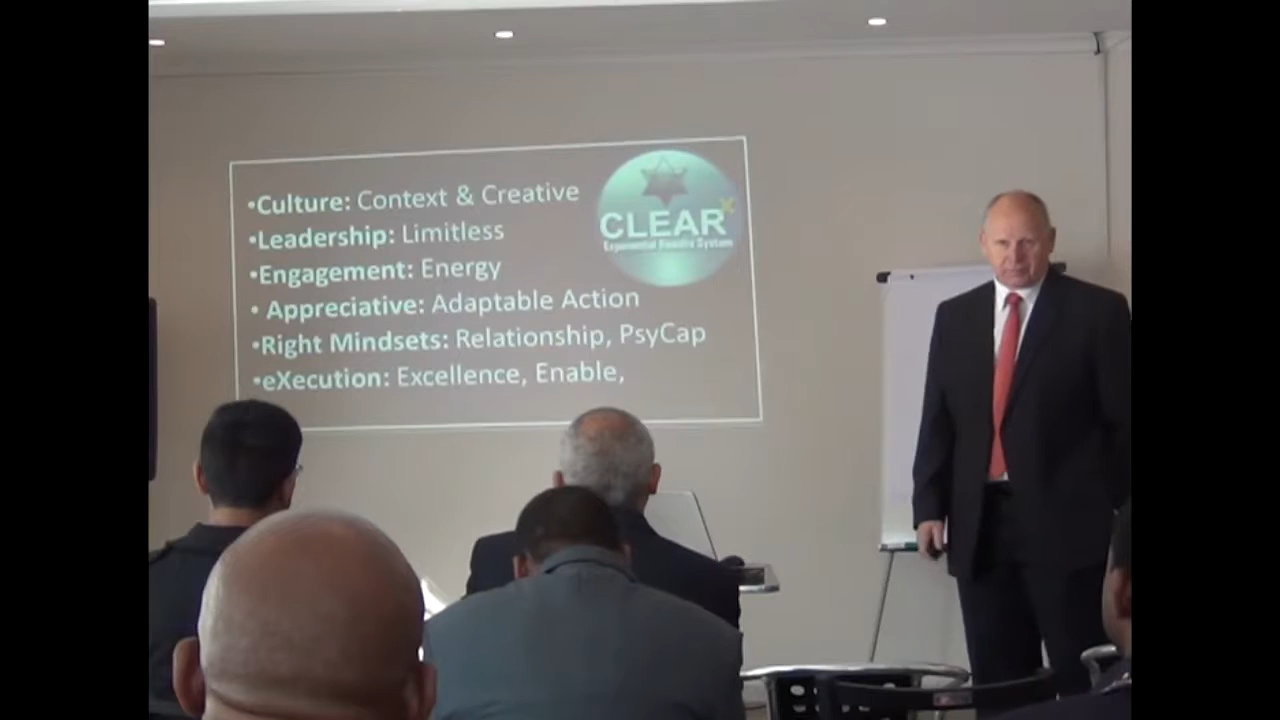 •Culture: Context & Creative
•Leadership: Limitless
•Engagement: Energy
• Appreciative: Adaptable Action
•Right Mindsets: Relationship, PsyCap
•eXecution: Excellence, Enable,
CLEAR x
Exponential Results System